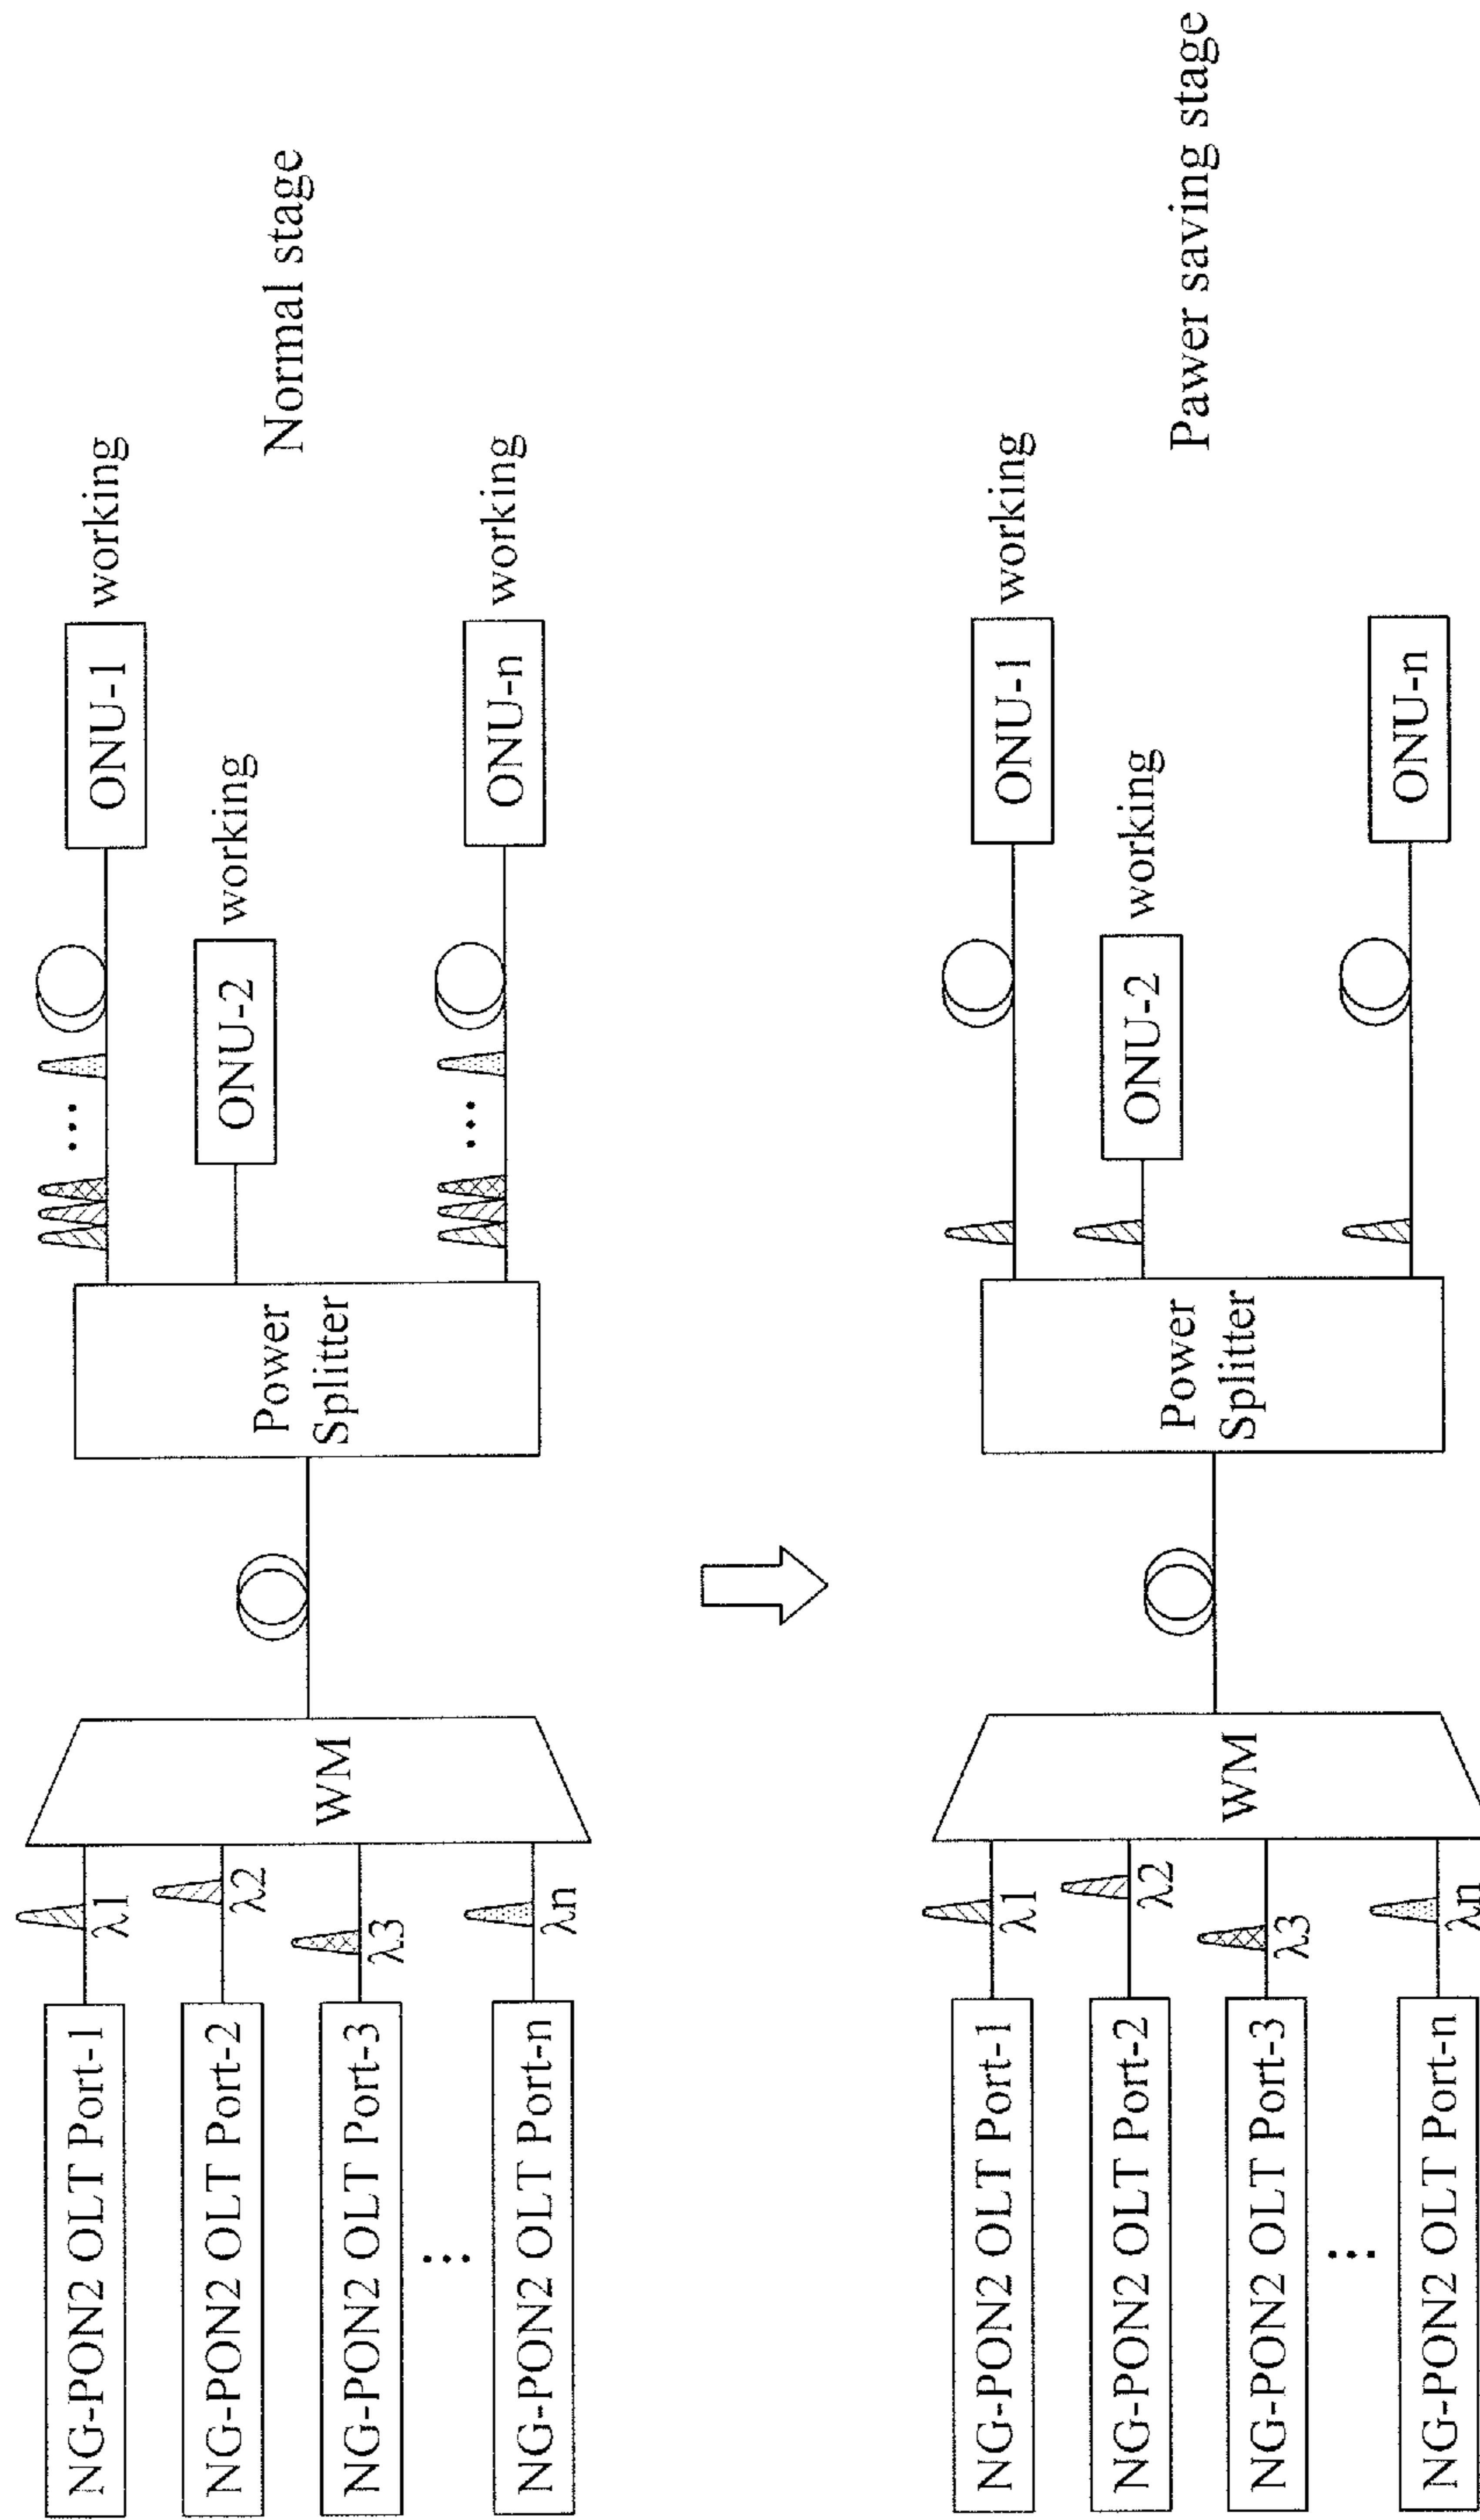 NG-PON2 OLT Port-1
λ1
NG-PON2 OLT Port-2
λ2
NG-PON2 OLT Port-3
λ3
NG-PON2 OLT Port-n
λn
WM
Power
Splitter
ONU-1
working
ONU-2
working
ONU-n
working
Normal stage
NG-PON2 OLT Port-1
λ1
NG-PON2 OLT Port-2
λ2
NG-PON2 OLT Port-3
λ3
NG-PON2 OLT Port-n
λn
WM
Power
Splitter
ONU-1
working
ONU-2
working
ONU-n
Pawer saving stage